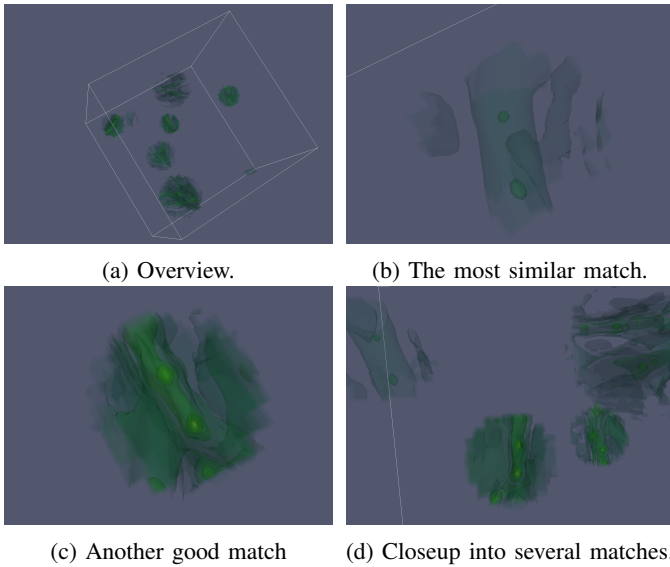 (a) Overview.
(b) The most similar match.
(c) Another good match
(d) Closeup into several matches.